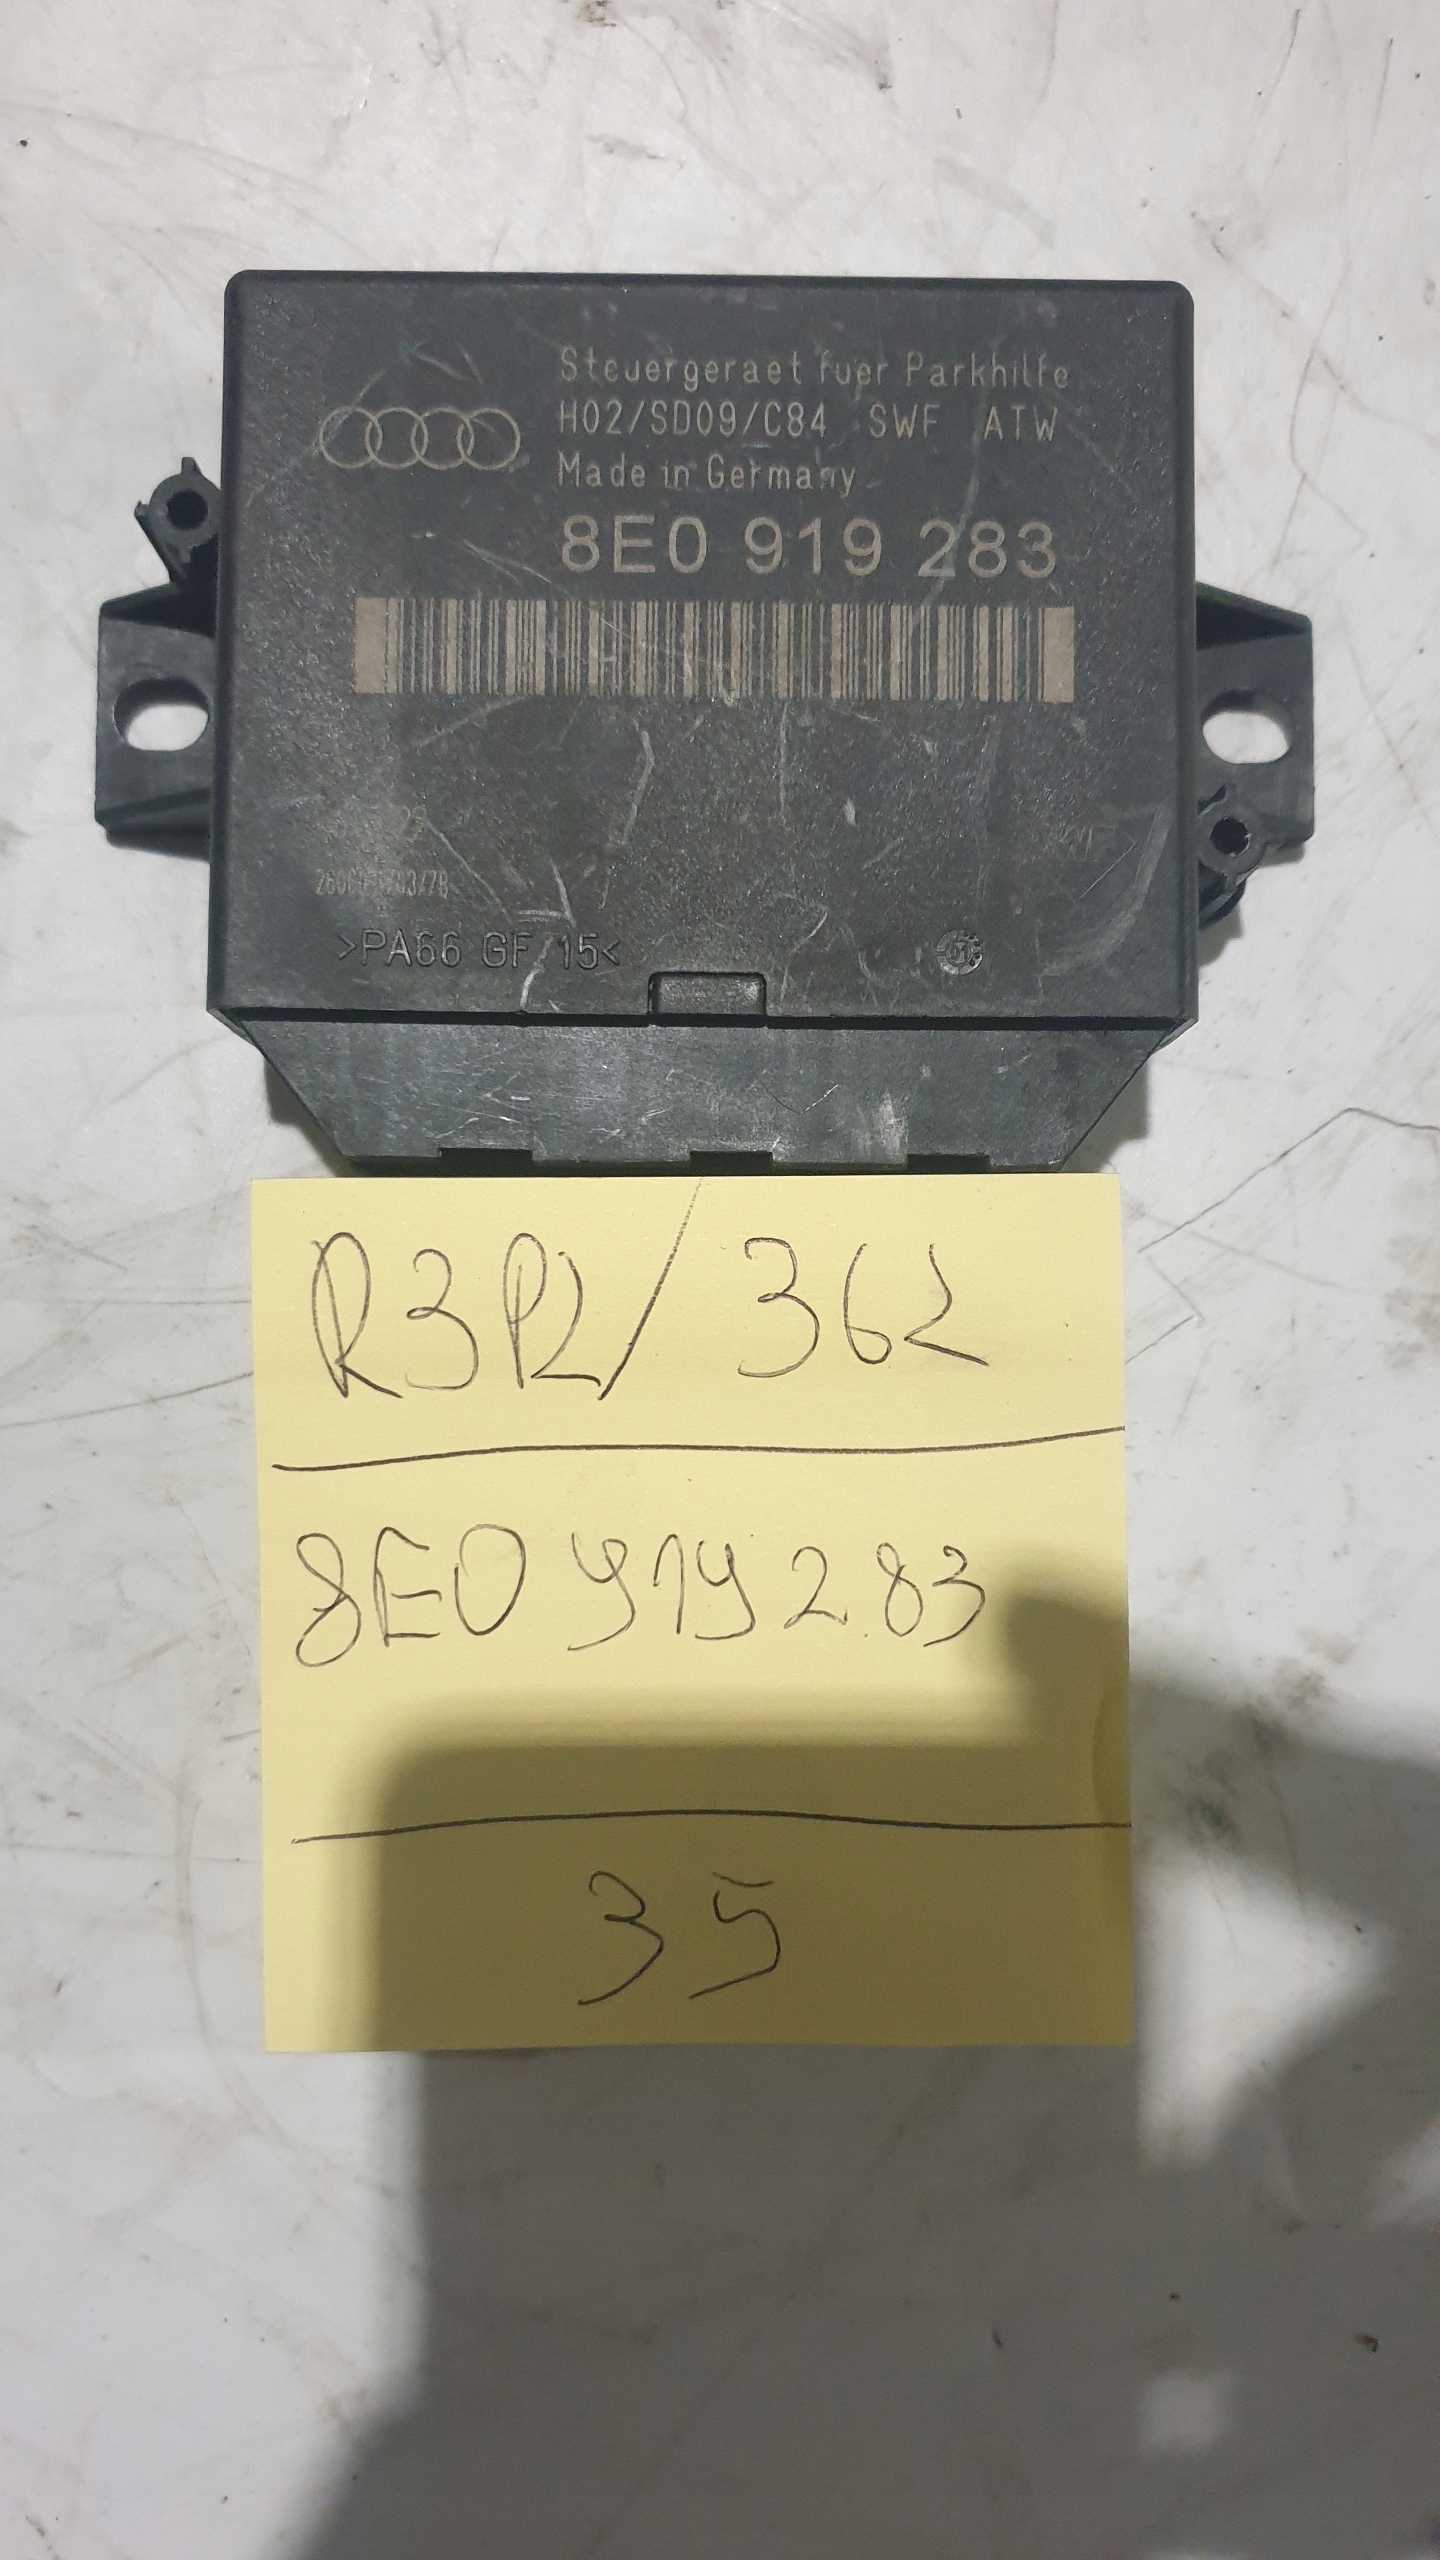 Steuergeraet fuer Parkhilfe
H02/SD09/C84 SWF ATW
Made in Germany
8E0 919 283
>PA66 GF 15<
R3P2/362
8E0 919 283
35